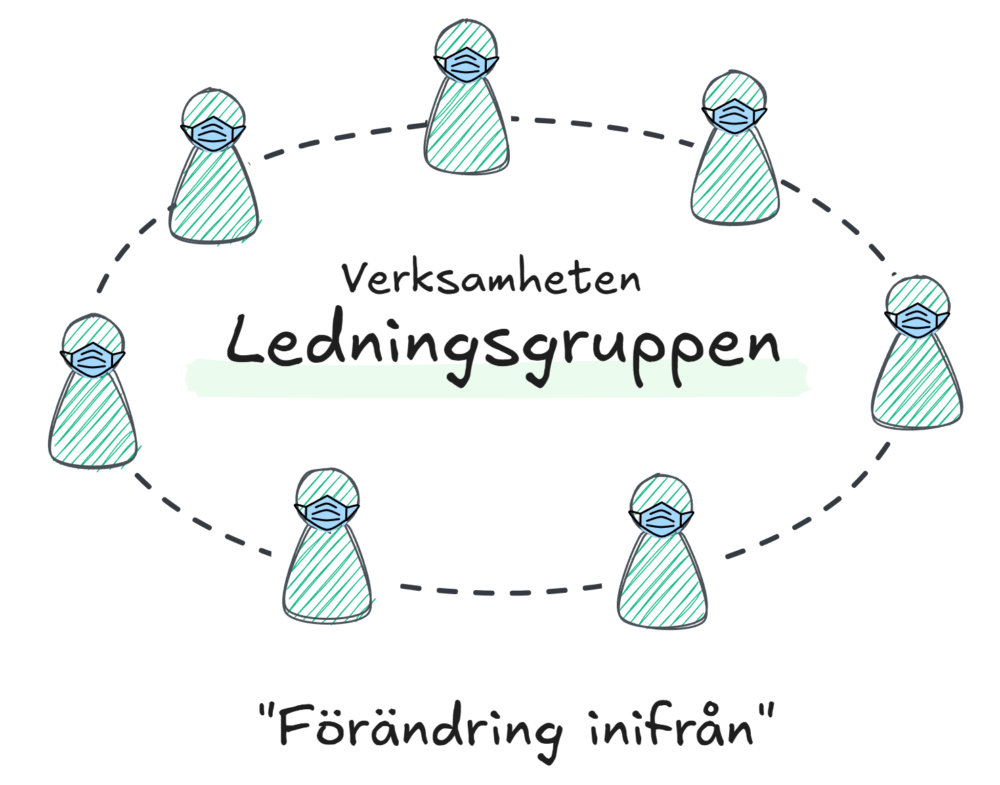 Verksamheten
Ledningsgruppen
"Förändring inifrån"